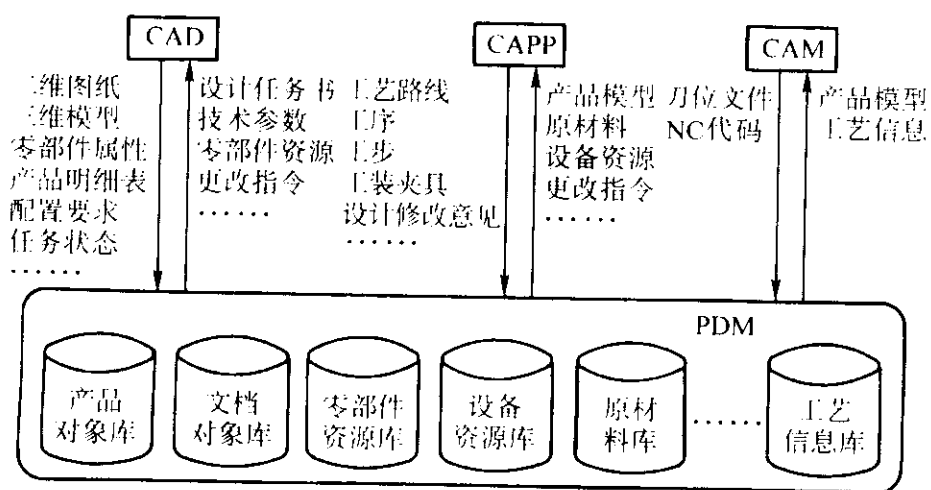 CAD
CAPP
CAM
二维图纸
三维模型
零部件属性
产品明细表
配置要求
任务状态
······
设计任务书
技术参数
零部件资源
更改指令
······
工艺路线
工序
工步
工装夹具
设计修改意见
······
产品模型
原材料
设备资源
更改指令
······
刀位文件
NC代码
产品模型
工艺信息
PDM
产品
对象库
文档
对象库
零部件
资源库
设备
资源库
原材
料库
······
工艺
信息库